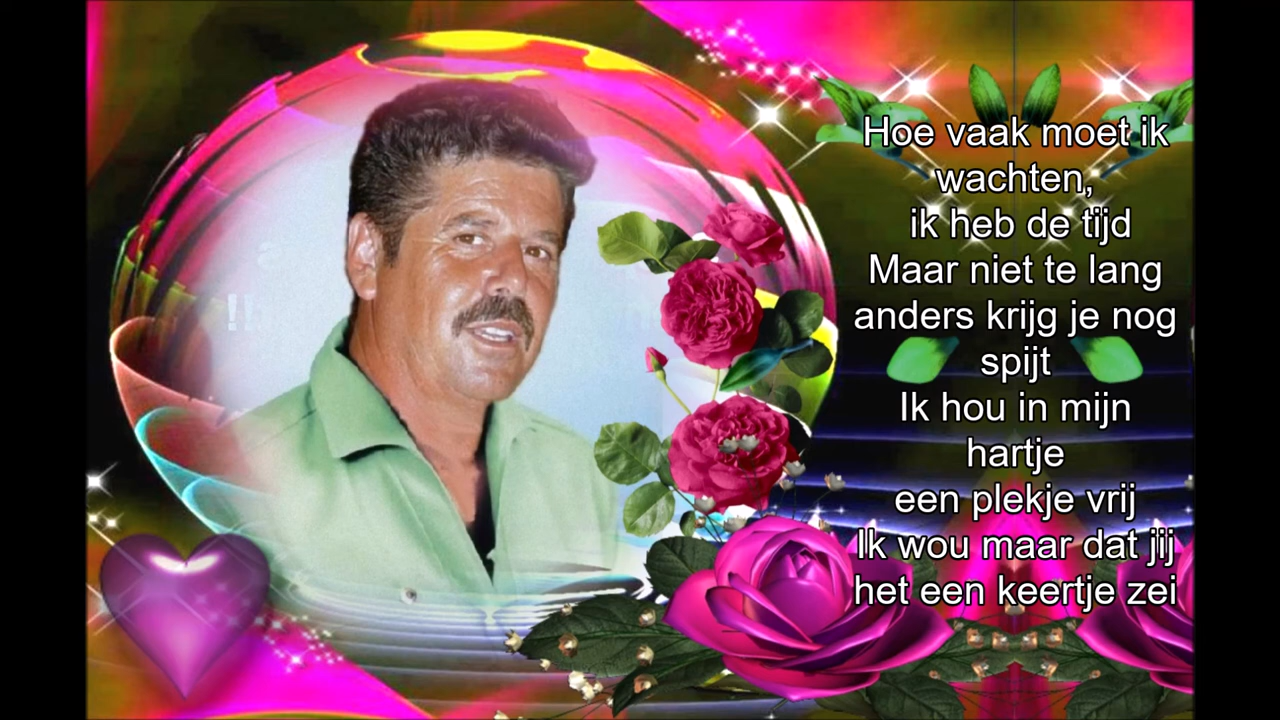 Hoe vaak moet ik
wachten,
ik heb de tijd
Maar niet te lang
anders krijg je nog
spijt
Ik hou in mijn
hartje
een plekje vrij
Ik wou maar dat jij
het een keertje zei